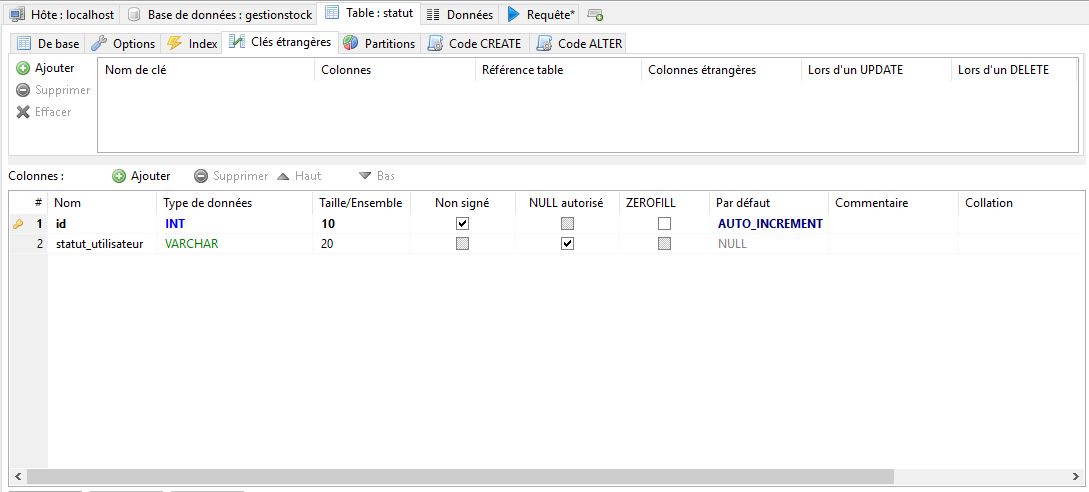 Hôte : localhost Base de données : gestionstock Table : statut Données Requête*
De base Options Index Clés étrangères Partitions Code CREATE Code ALTER
Ajouter Nom de clé Colonnes Référence table Colonnes étrangères Lors d'un UPDATE Lors d'un DELETE
Supprimer
Effacer
Colonnes : Ajouter Supprimer Haut Bas
# Nom Type de données Taille/Ensemble Non signé NULL autorisé ZEROFILL Par défaut Commentaire Collation
1 id INT 10 AUTO_INCREMENT
2 statut_utilisateur VARCHAR 20 NULL